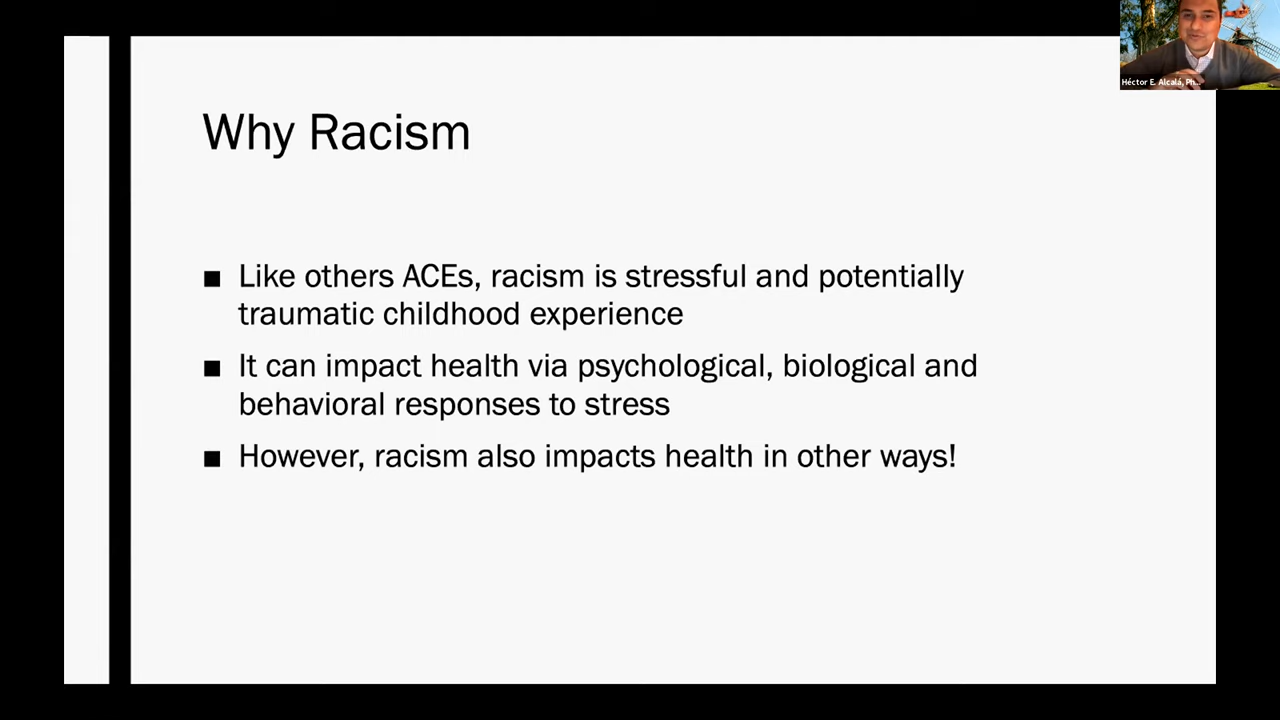 Héctor E. Alcalá, Ph...
Why Racism
■ Like others ACEs, racism is stressful and potentially
traumatic childhood experience
■ It can impact health via psychological, biological and
behavioral responses to stress
■ However, racism also impacts health in other ways!